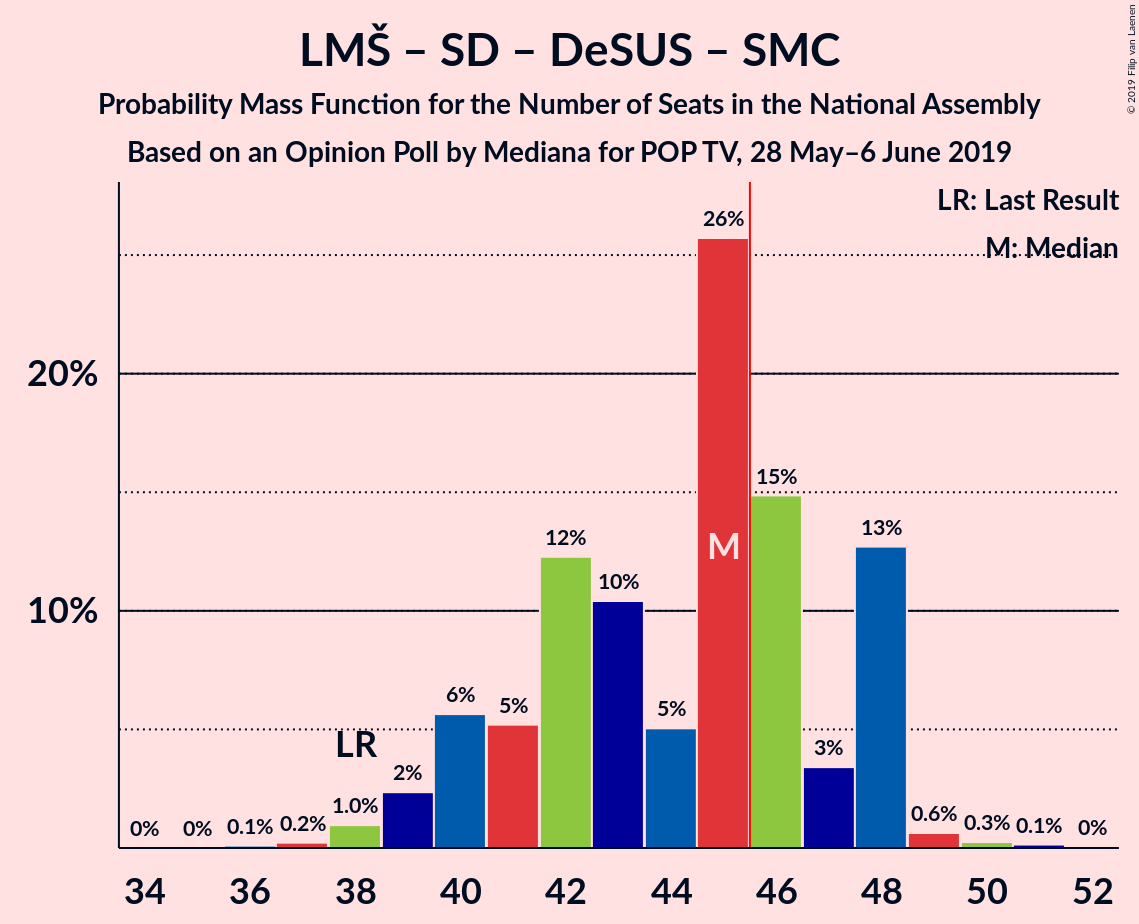 LMŠ – SD – DeSUS – SMC
Probability Mass Function for the Number of Seats in the National Assembly
Based on an Opinion Poll by Mediana for POP TV, 28 May–6 June 2019
© 2019 Filip van Laenen
LR: Last Result
M: Median
26%
20%
15%
13%
12%
M
10%
10%
6%
5%
5%
LR
3%
2%
1.0%
0% 0% 0.1% 0.2% 0.6% 0.3% 0.1% 0%
34 36 38 40 42 44 46 48 50 52